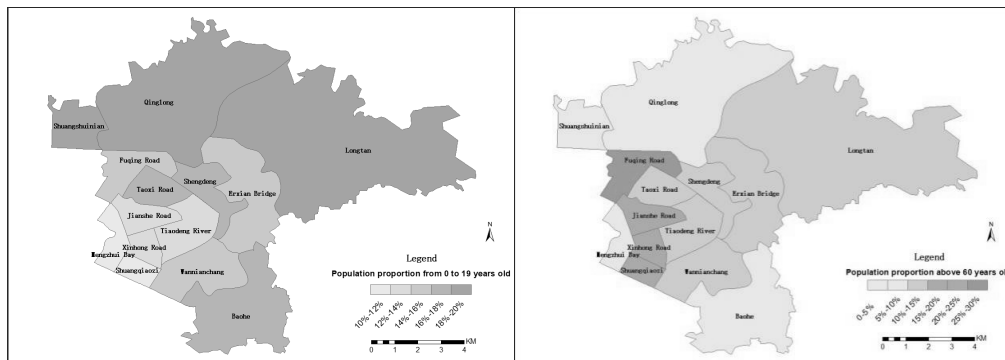 Qinglong
Shuangshuinian
Longtan
Fuqing Road
Shengdeng
Taoxi Road
Erxian Bridge
Jianshe Road
Tiaodeng River
Xinhong Road
Mengzhui Bay
Shuangqiaozi
Wannianchang
Baohe
N
Legend
Population proportion from 0 to 19 years old
10%-12%
12%-14%
14%-16%
16%-18%
18%-20%
0 1 2 3 4 KM
Qinglong
Shuangshuinian
Longtan
Fuqing Road
Shengdeng
Taoxi Road
Erxian Bridge
Jianshe Road
Tiaodeng River
Xinhong Road
Mengzhui Bay
Shuangqiaozi
Wannianchang
Baohe
N
Legend
Population proportion above 60 years old
0-5%
5%-10%
10%-15%
15%-20%
20%-25%
25%-30%
0 1 2 3 4 KM